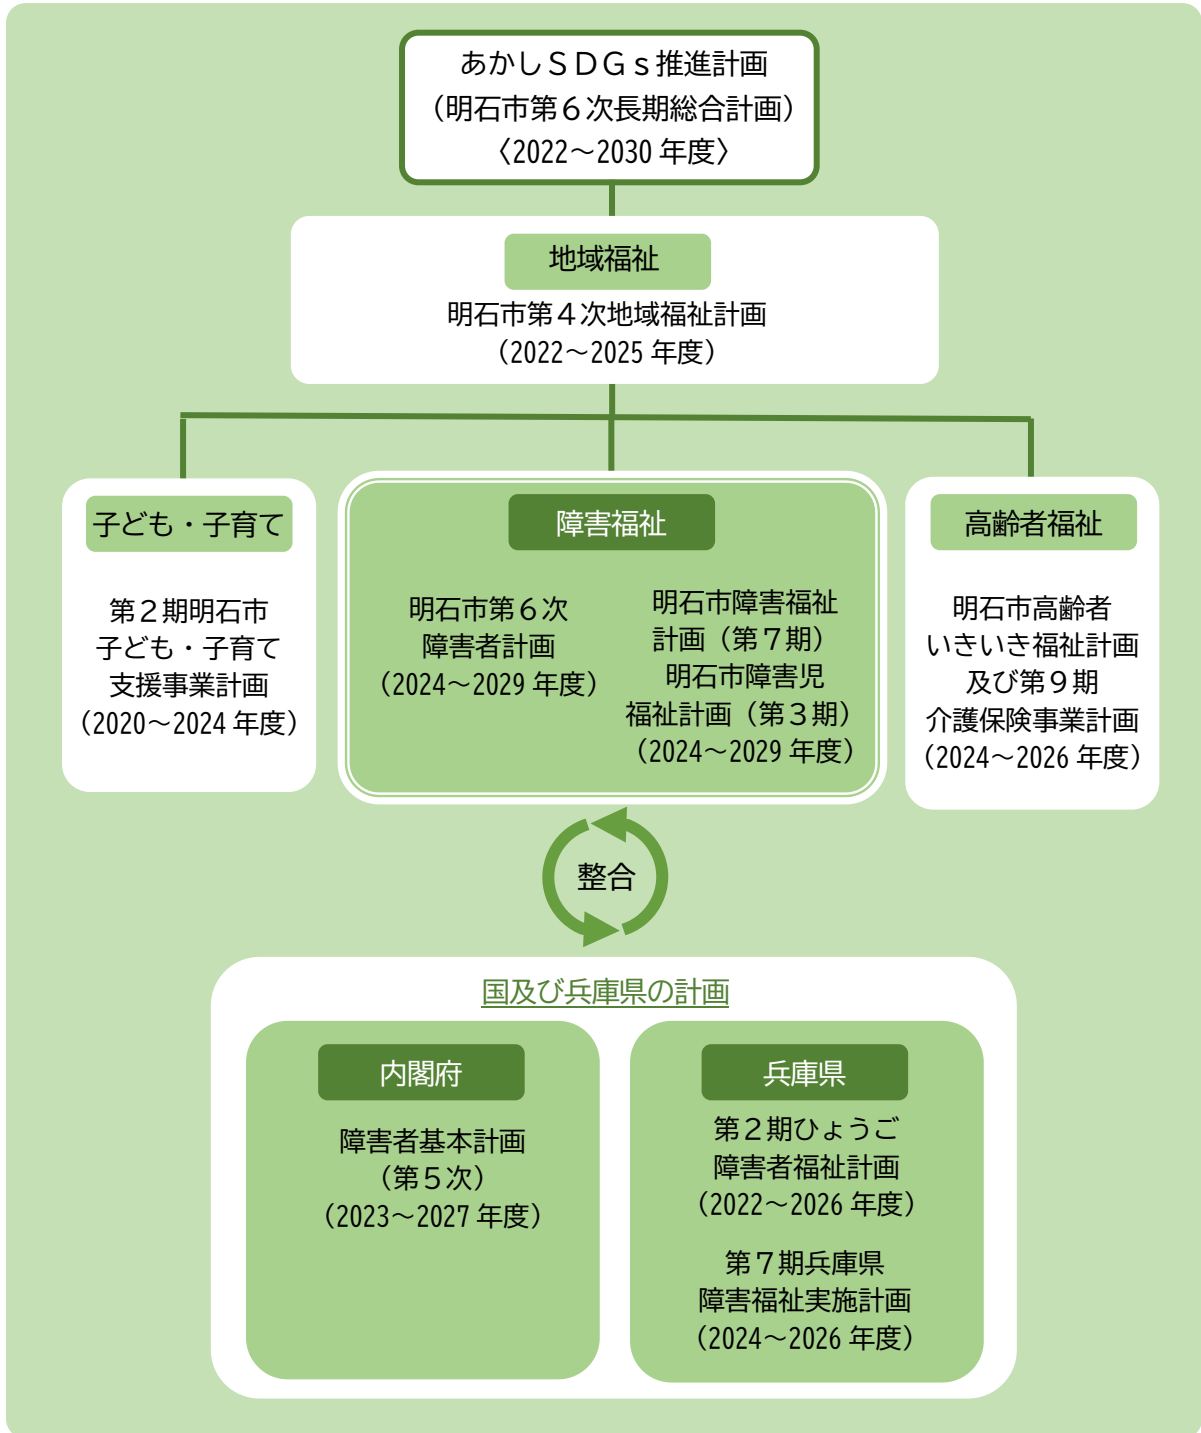 あかしＳＤＧｓ推進計画
（明石市第６次長期総合計画）
〈2022～2030 年度〉
地域福祉
明石市第４次地域福祉計画
（2022～2025 年度）
子ども・子育て
第２期明石市
子ども・子育て
支援事業計画
（2020～2024 年度）
障害福祉
明石市第６次
障害者計画
（2024～2029 年度）
明石市障害福祉
計画（第７期）
明石市障害児
福祉計画（第３期）
（2024～2029 年度）
高齢者福祉
明石市高齢者
いきいき福祉計画
及び第９期
介護保険事業計画
（2024～2026 年度）
整合
国及び兵庫県の計画
内閣府
障害者基本計画
（第５次）
（2023～2027 年度）
兵庫県
第２期ひょうご
障害者福祉計画
（2022～2026 年度）
第７期兵庫県
障害福祉実施計画
（2024～2026 年度）